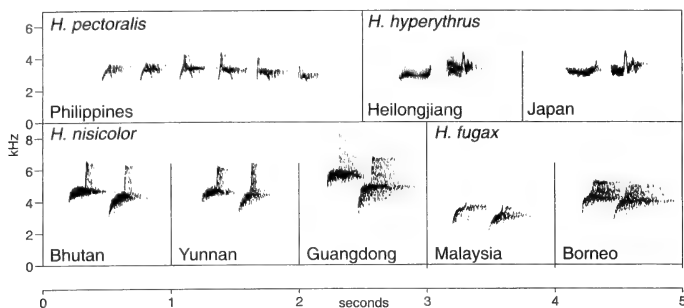 H. pectoralis H. hyperythrus
6
4
2
0
Philippines Heilongjiang Japan
H. nisicolor H. fugax
8
6
4
2
0
kHz
Bhutan Yunnan Guangdong Malaysia Borneo
0 1 2 seconds 3 4 5